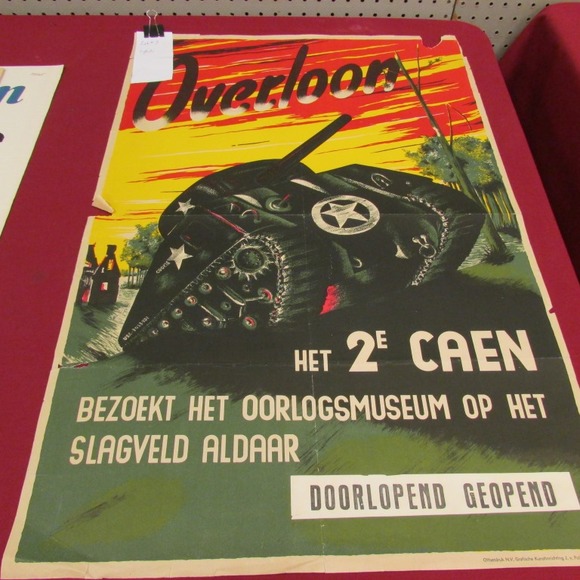 Overloon
HET 2E CAEN
BEZOEKT HET OORLOGSMUSEUM OP HET
SLAGVELD ALDAAR
DOORLOPEND GEOPEND